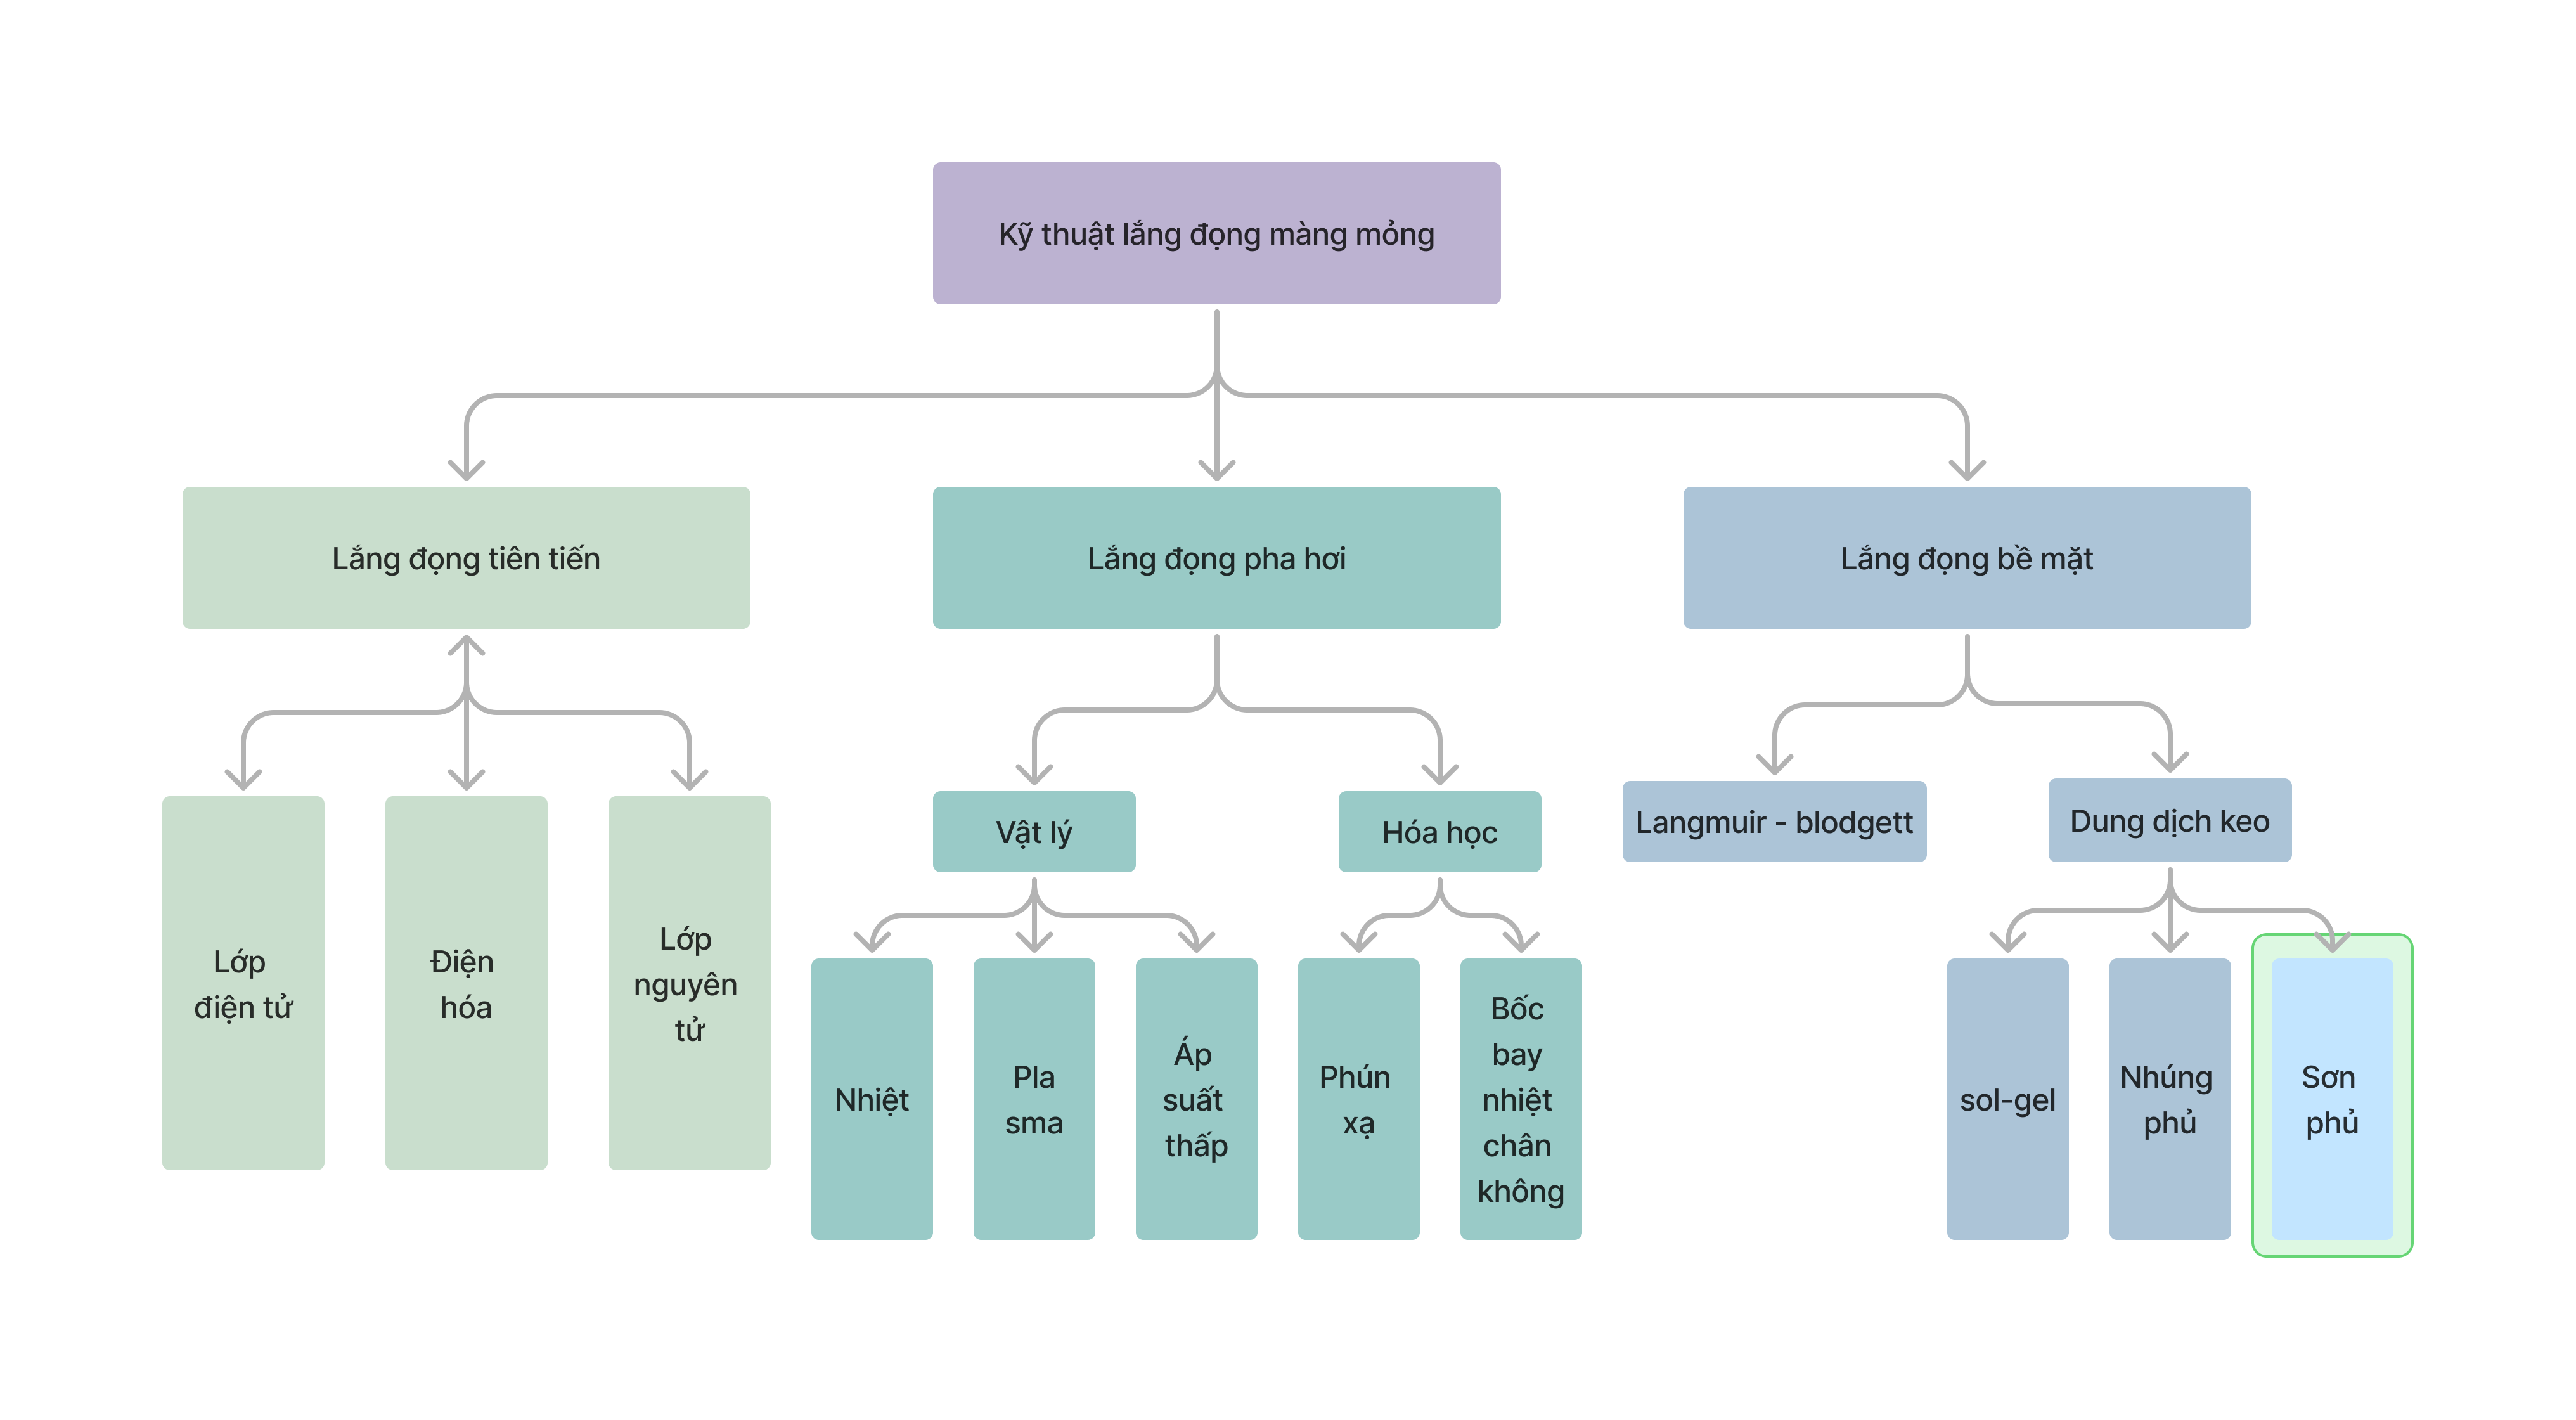 Kỹ thuật lắng đọng màng mỏng
Lắng đọng tiên tiến
Lắng đọng pha hơi
Lắng đọng bề mặt
Lớp
điện tử
Điện
hóa
Lớp
nguyên
tử
Vật lý
Hóa học
Langmuir - blodgett
Dung dịch keo
Nhiệt
Pla
sma
Áp
suất
thấp
Phún
xạ
Bốc
bay
nhiệt
chân
không
sol-gel
Nhúng
phủ
Sơn
phủ